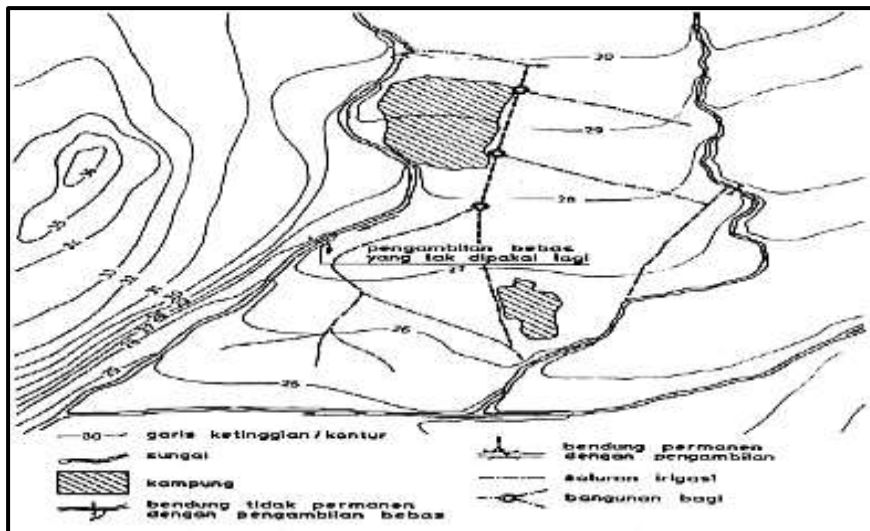 30
29
28
pengambilan bebas
yang tak dipakai lagi
27
26
25
30 garis ketinggian/kontur
sungai
kampung
bendung tidak permanen
dengan pengambilan bebas
bendung permanen
dengan pengambilan
saluran irigasi
bangunan bagi